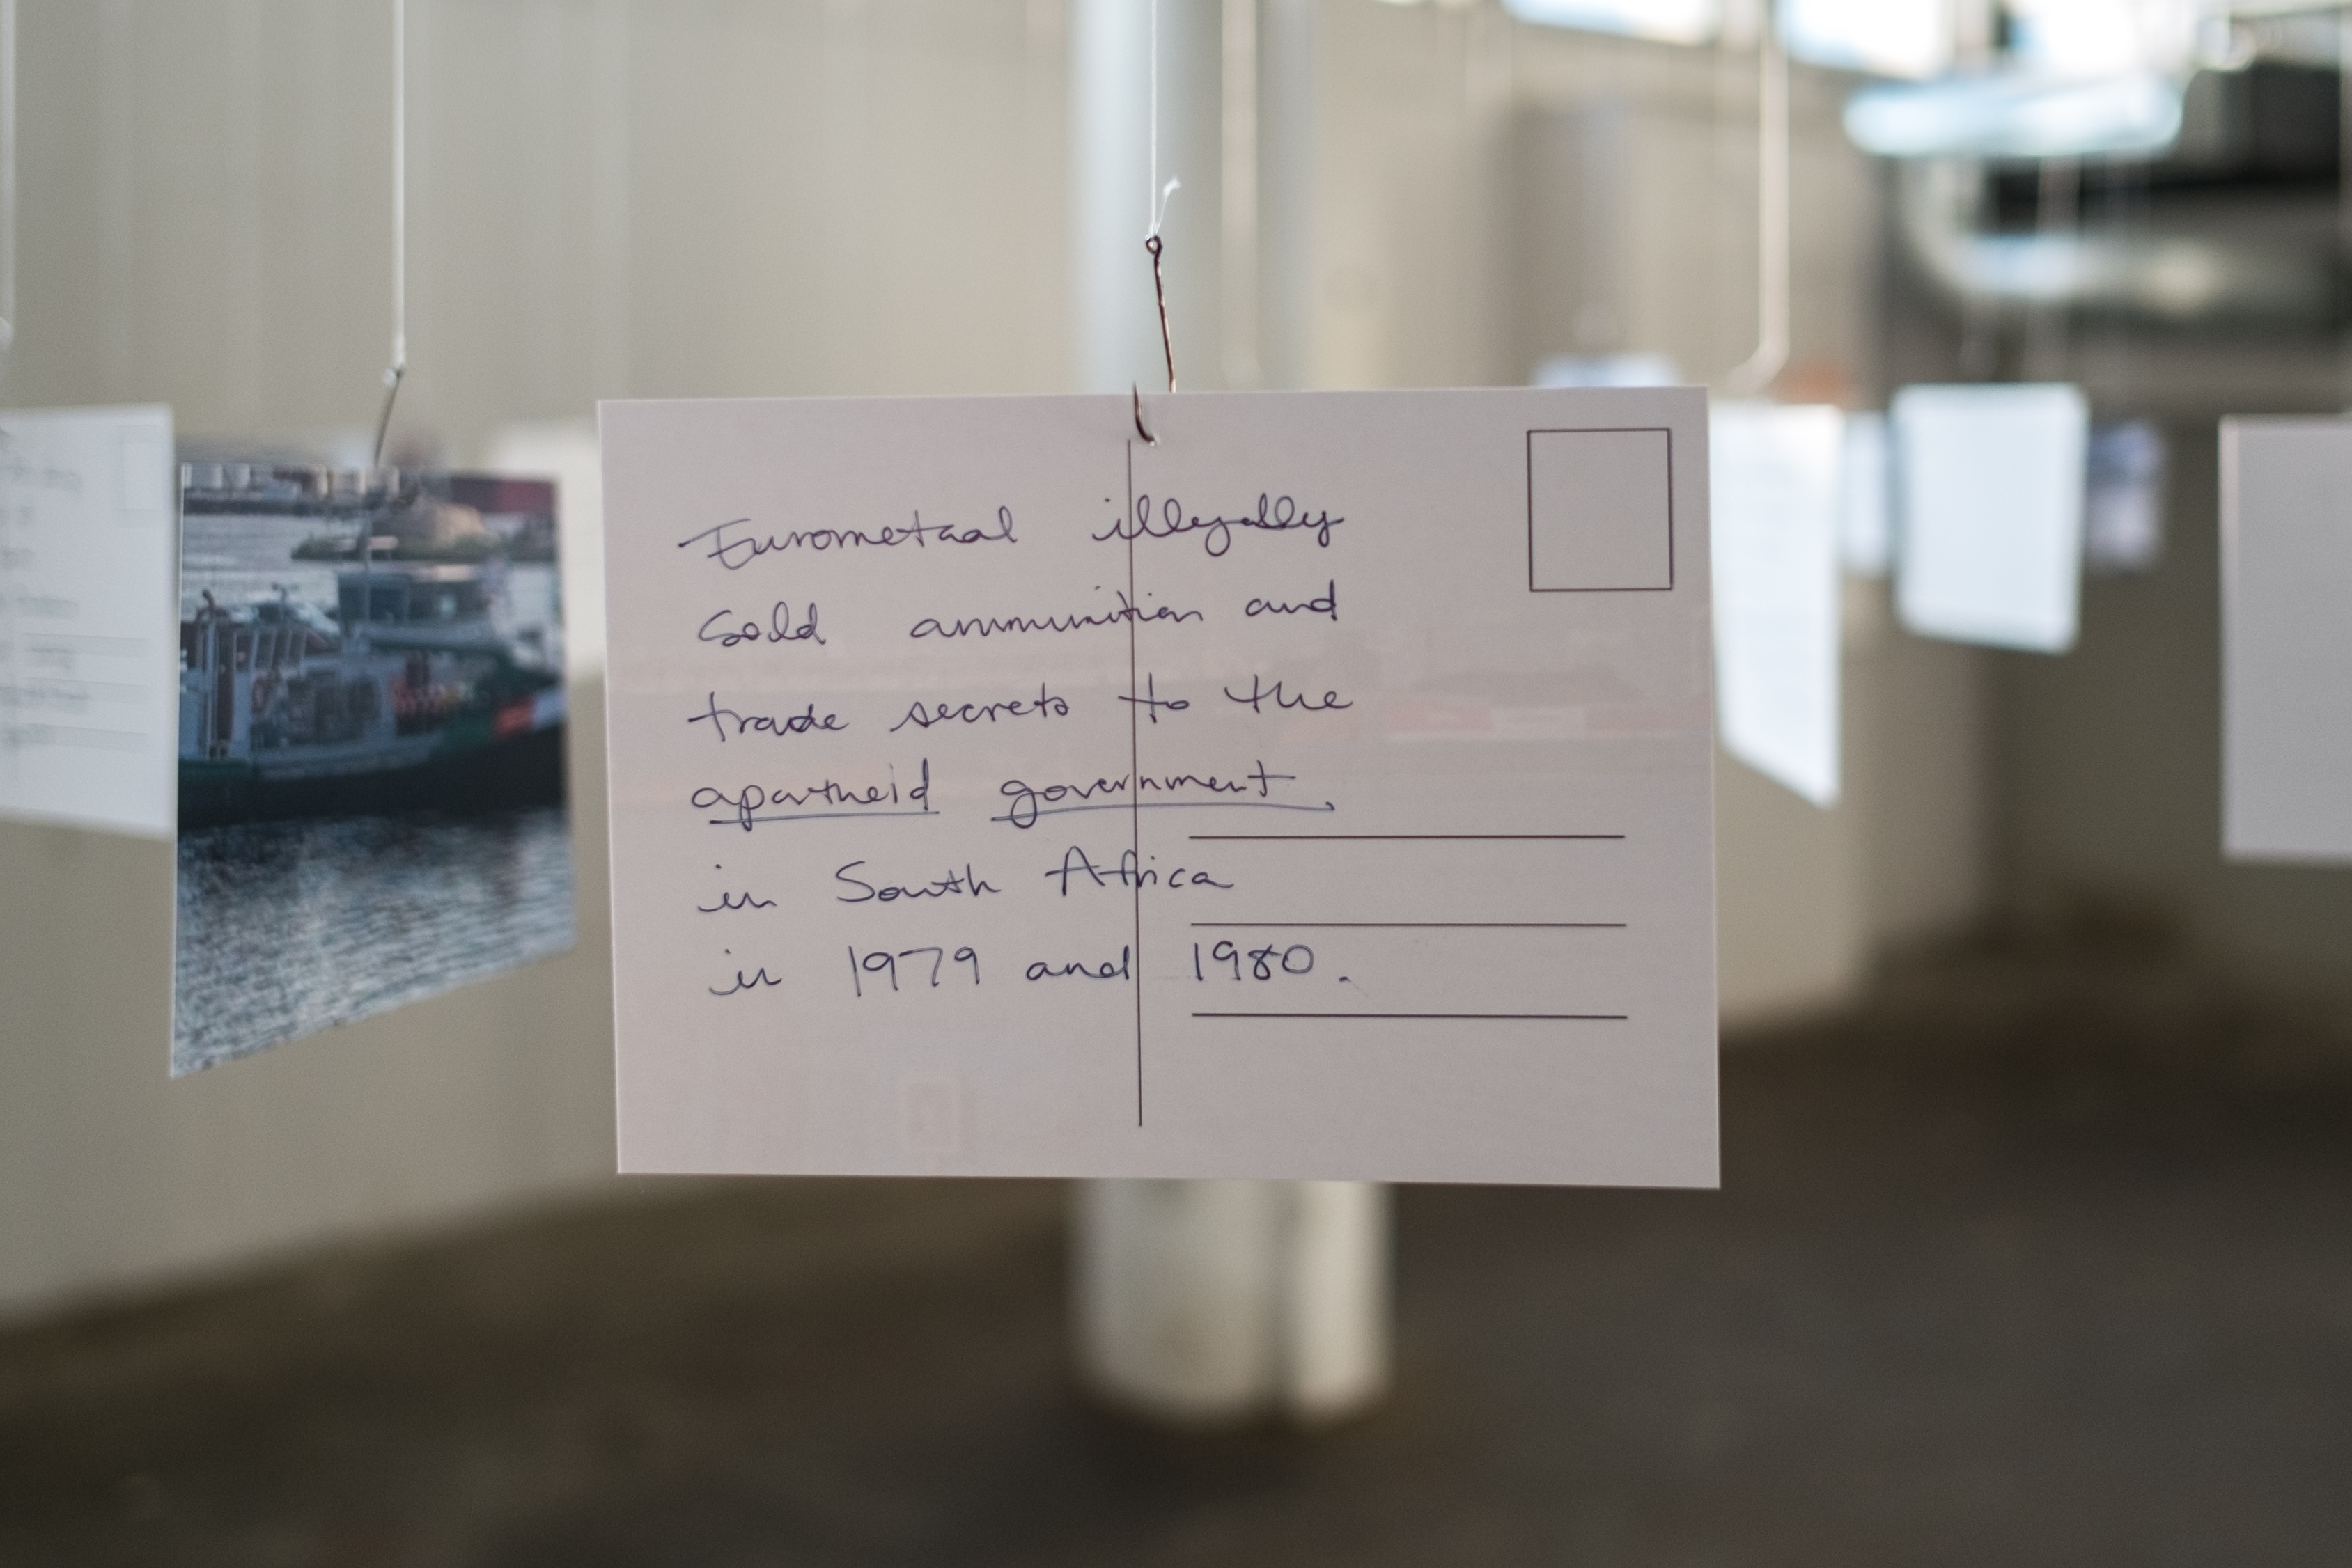 Eurometaal illegally
sold ammunition and
trade secrets to the
apartheid government
in South Africa
in 1979 and 1980.